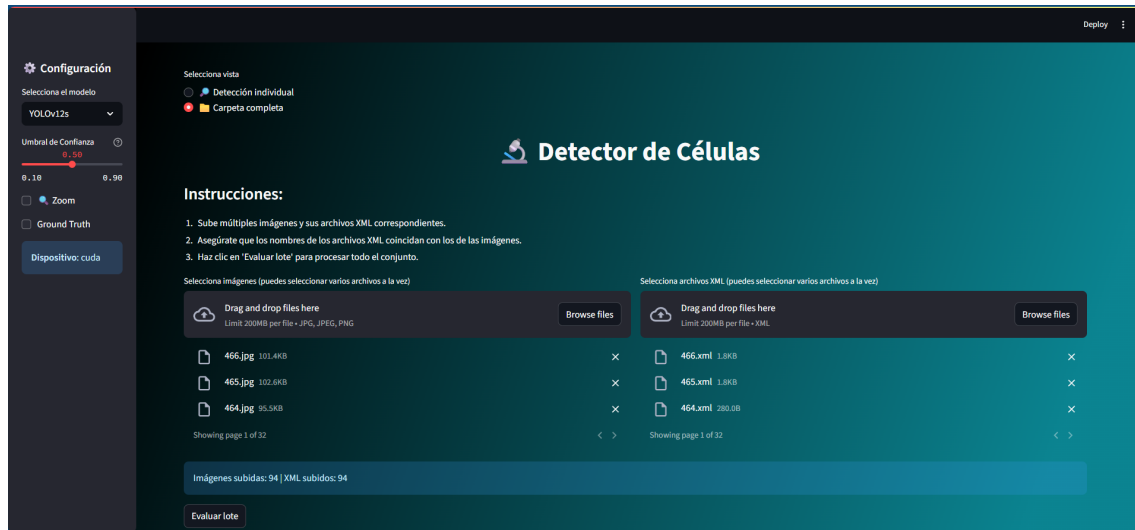 Deploy
Configuración
Selecciona el modelo
YOLOv12s
Umbral de Confianza
0.50
0.10 0.90
Zoom
Ground Truth
Dispositivo: cuda
Selecciona vista
Detección individual
Carpeta completa
Detector de Células
Instrucciones:
1. Sube múltiples imágenes y sus archivos XML correspondientes.
2. Asegúrate que los nombres de los archivos XML coincidan con los de las imágenes.
3. Haz clic en 'Evaluar lote' para procesar todo el conjunto.
Selecciona imágenes (puedes seleccionar varios archivos a la vez)
Drag and drop files here
Limit 200MB per file • JPG, JPEG, PNG
Browse files
466.jpg 101.4KB
465.jpg 102.6KB
464.jpg 95.5KB
Showing page 1 of 32
Selecciona archivos XML (puedes seleccionar varios archivos a la vez)
Drag and drop files here
Limit 200MB per file • XML
Browse files
466.xml 1.8KB
465.xml 1.8KB
464.xml 280.0B
Showing page 1 of 32
Imágenes subidas: 94 | XML subidos: 94
Evaluar lote